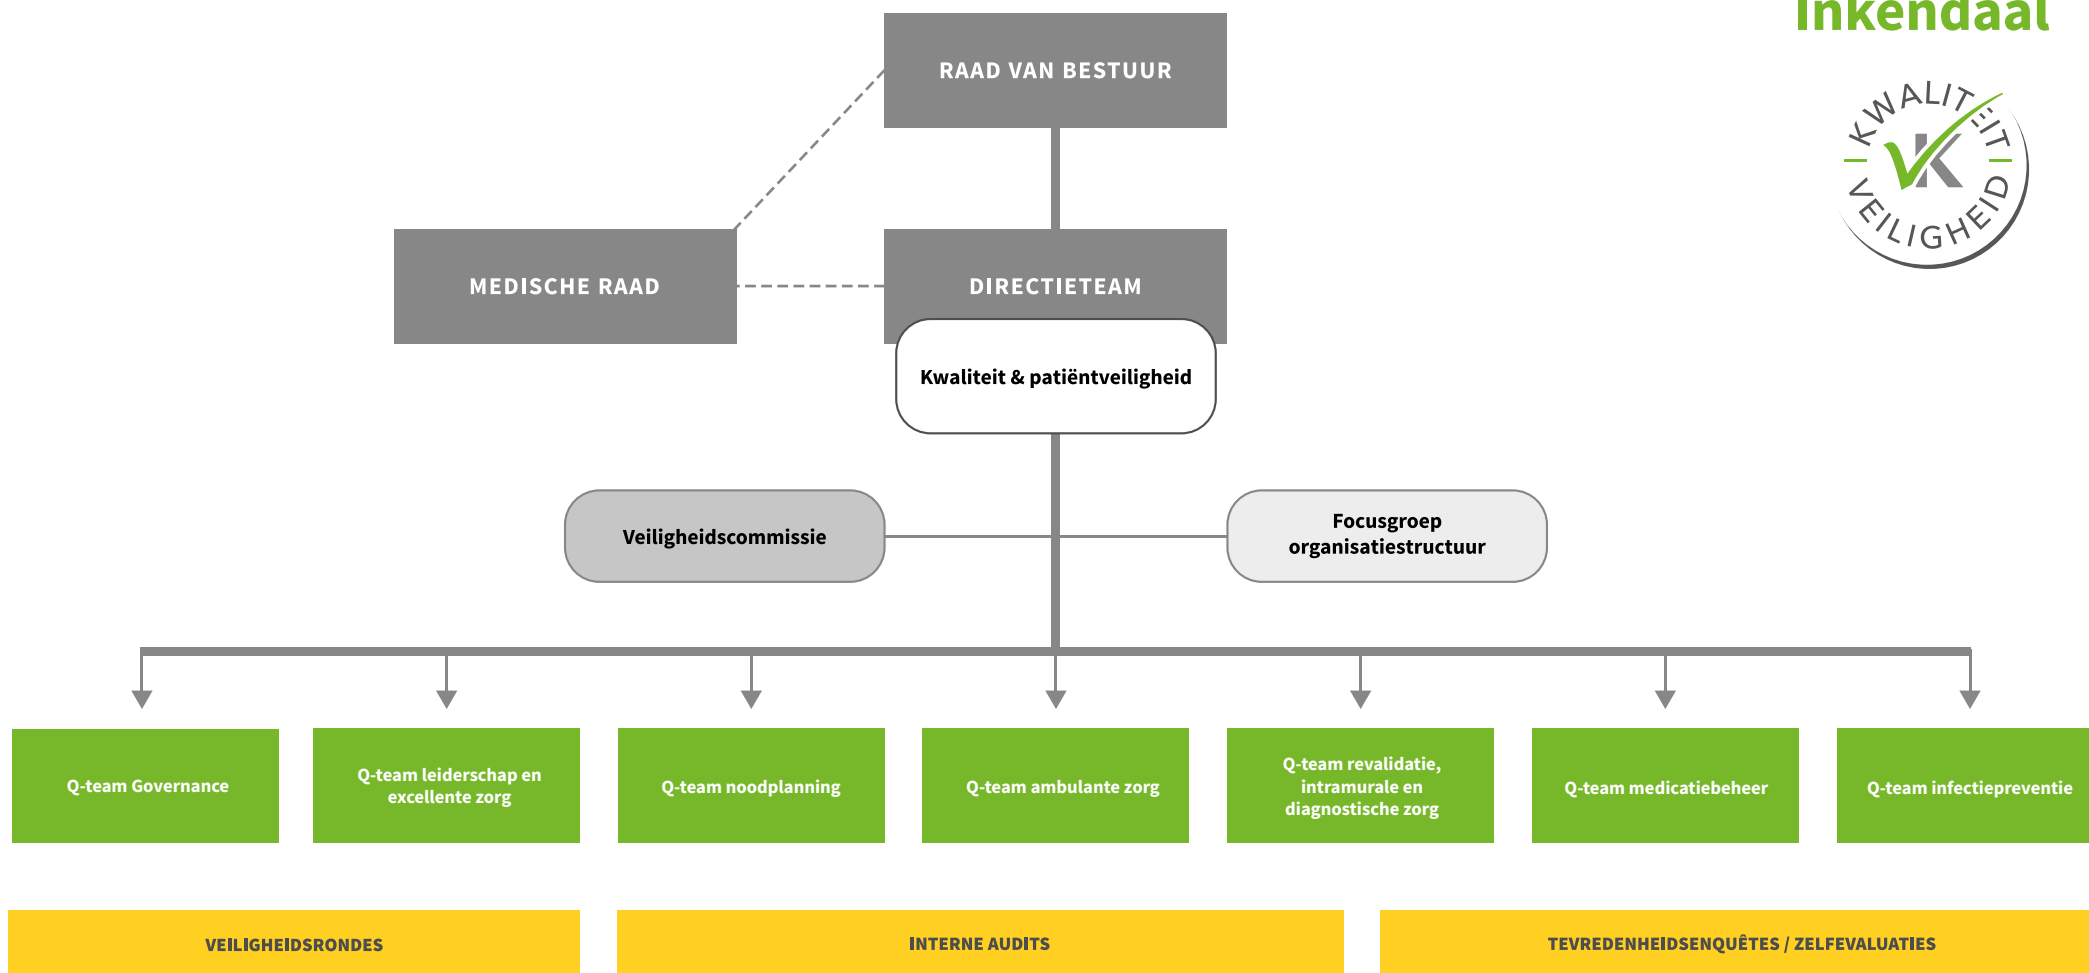 Inkendaal
RAAD VAN BESTUUR
KWALITEIT
K
VEILIGHEID
MEDISCHE RAAD
DIRECTIETEAM
Kwaliteit & patiëntveiligheid
Veiligheidscommissie
Focusgroep
organisatiestructuur
Q-team Governance
Q-team leiderschap en
excellente zorg
Q-team noodplanning
Q-team ambulante zorg
Q-team revalidatie,
intramurale en
diagnostische zorg
Q-team medicatiebeheer
Q-team infectiepreventie
VEILIGHEIDSRONDES
INTERNE AUDITS
TEVREDENHEIDSENQUÊTES / ZELFEVALUATIES